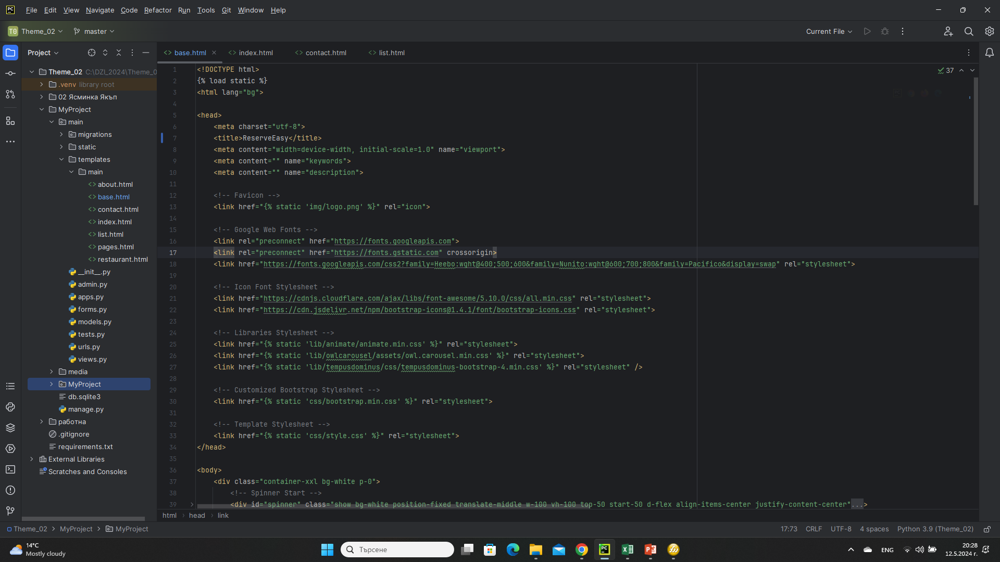 File Edit View Navigate Code Refactor Run Tools Git Window Help
T0 Theme_02 master Current File
Project
base.html index.html contact.html list.html
Theme_02 C:\DZI_2024\Theme_0
.venv library root
02 Ясминка Якъп
MyProject
main
migrations
static
templates
main
about.html
base.html
contact.html
index.html
list.html
pages.html
restaurant.html
__init__.py
admin.py
apps.py
forms.py
models.py
tests.py
urls.py
views.py
media
MyProject
db.sqlite3
manage.py
работна
.gitignore
requirements.txt
External Libraries
Scratches and Consoles
37
1 <!DOCTYPE html>
2 {% load static %}
3 <html lang="bg">
4
5 <head>
6 <meta charset="utf-8">
7 <title>ReserveEasy</title>
8 <meta content="width=device-width, initial-scale=1.0" name="viewport">
9 <meta content="" name="keywords">
10 <meta content="" name="description">
11
12 <!-- Favicon -->
13 <link href="{% static 'img/logo.png' %}" rel="icon">
14
15 <!-- Google Web Fonts -->
16 <link rel="preconnect" href="https://fonts.googleapis.com">
17 <link rel="preconnect" href="https://fonts.gstatic.com" crossorigin>
18 <link href="https://fonts.googleapis.com/css2?family=Heebo:wght@400;500;600&family=Nunito:wght@600;700;800&family=Pacifico&display=swap" rel="stylesheet">
19
20 <!-- Icon Font Stylesheet -->
21 <link href="https://cdnjs.cloudflare.com/ajax/libs/font-awesome/5.10.0/css/all.min.css" rel="stylesheet">
22 <link href="https://cdn.jsdelivr.net/npm/bootstrap-icons@1.4.1/font/bootstrap-icons.css" rel="stylesheet">
23
24 <!-- Libraries Stylesheet -->
25 <link href="{% static 'lib/animate/animate.min.css' %}" rel="stylesheet">
26 <link href="{% static 'lib/owlcarousel/assets/owl.carousel.min.css' %}" rel="stylesheet">
27 <link href="{% static 'lib/tempusdominus/css/tempusdominus-bootstrap-4.min.css' %}" rel="stylesheet" />
28
29 <!-- Customized Bootstrap Stylesheet -->
30 <link href="{% static 'css/bootstrap.min.css' %}" rel="stylesheet">
31
32 <!-- Template Stylesheet -->
33 <link href="{% static 'css/style.css' %}" rel="stylesheet">
34 </head>
35
36 <body>
37 <div class="container-xxl bg-white p-0">
38 <!-- Spinner Start -->
39 <div id="spinner" class="show bg-white position-fixed translate-middle w-100 vh-100 top-50 start-50 d-flex align-items-center justify-content-center"...>
html head link
Theme_02 MyProject MyProject 17:73 CRLF UTF-8 4 spaces Python 3.9 (Theme_02)
14°C
Mostly cloudy
Търсене
ENG
20:28
12.5.2024 г.